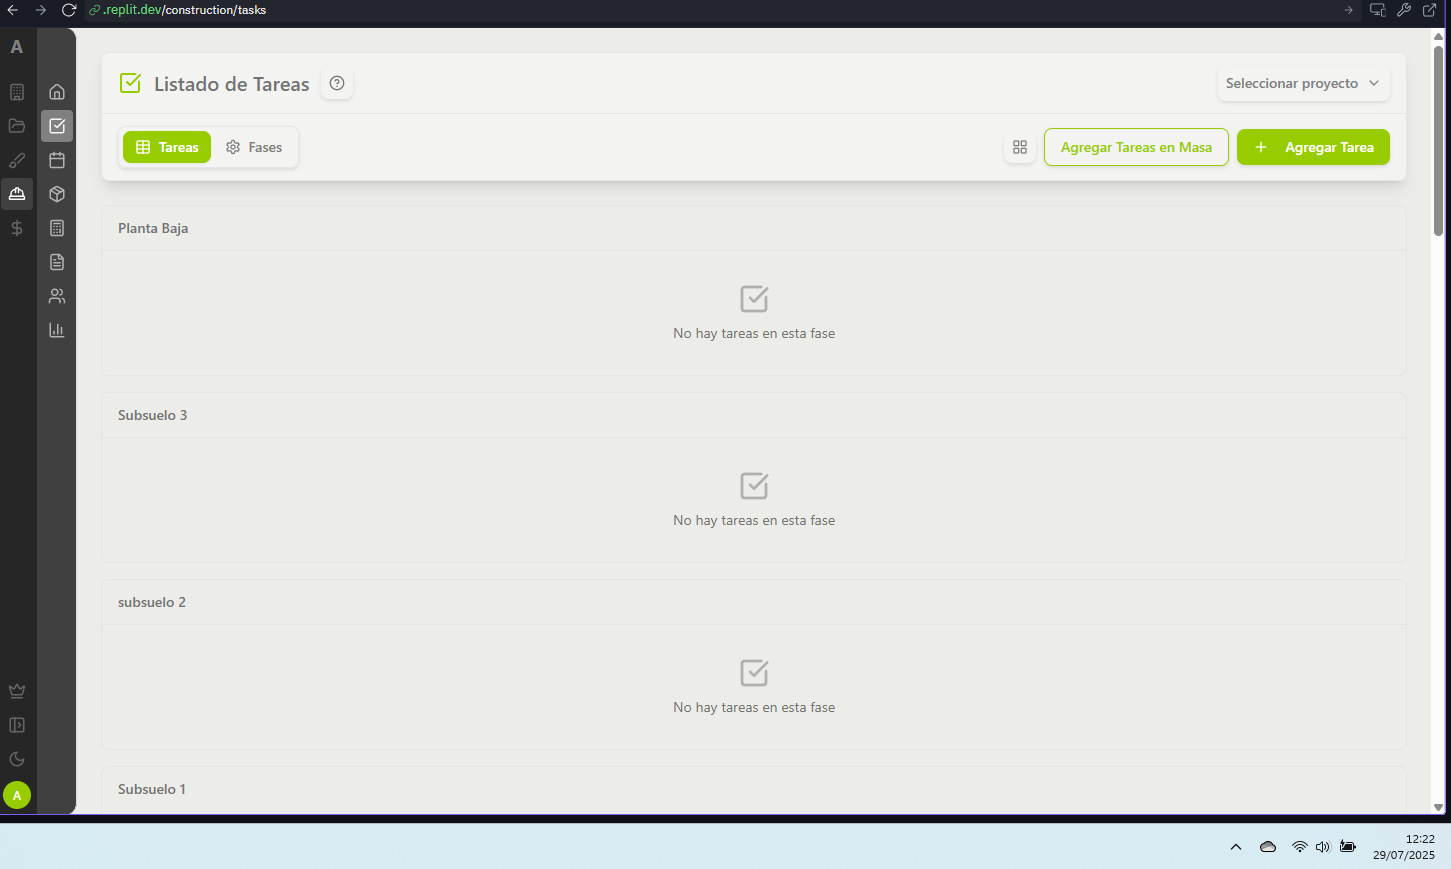 .replit.dev/construction/tasks
A
Listado de Tareas
Seleccionar proyecto
Tareas
Fases
Agregar Tareas en Masa
+ Agregar Tarea
Planta Baja
No hay tareas en esta fase
Subsuelo 3
No hay tareas en esta fase
subsuelo 2
No hay tareas en esta fase
Subsuelo 1
A
12:22
29/07/2025